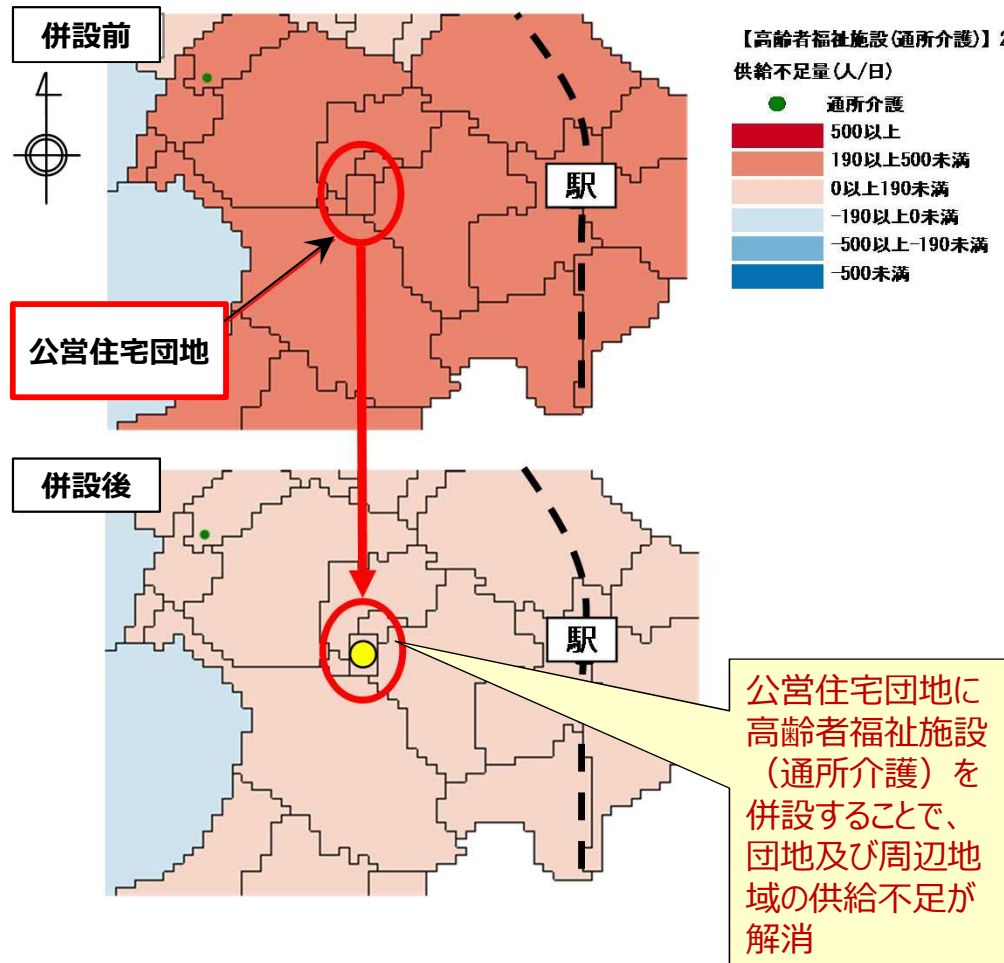 併設前
【高齢者福祉施設(通所介護)】2
供給不足量(人/日)
通所介護
500以上
190以上500未満
0以上190未満
-190以上0未満
-500以上-190未満
-500未満
駅
公営住宅団地
併設後
駅
公営住宅団地に
高齢者福祉施設
（通所介護）を
併設することで、
団地及び周辺地
域の供給不足が
解消